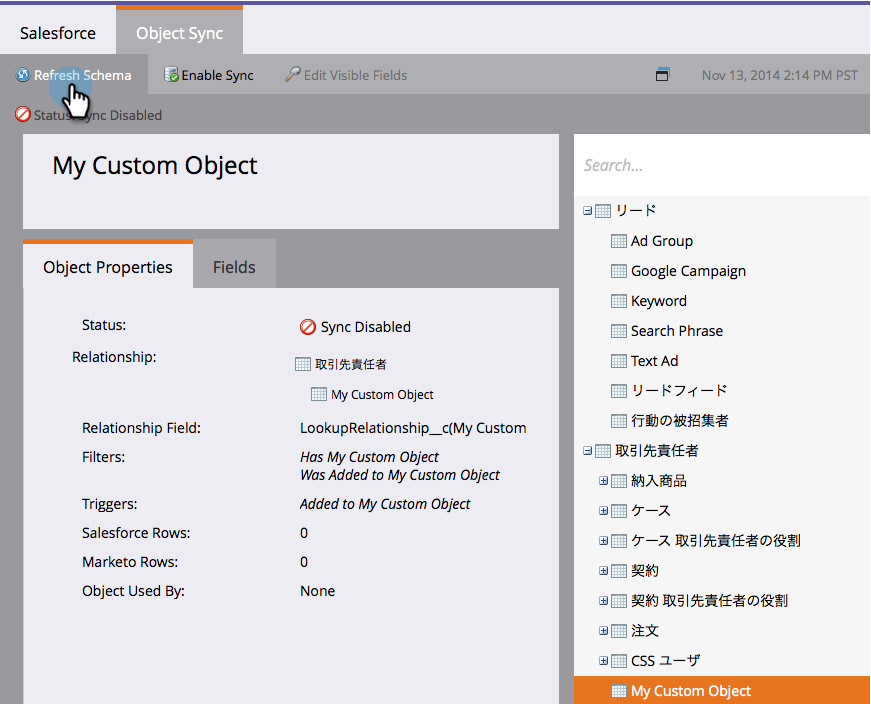 Salesforce
Object Sync
Refresh Schema
Enable Sync
Edit Visible Fields
Nov 13, 2014 2:14 PM PST
Status: Sync Disabled
My Custom Object
Search...
Object Properties
Fields
Status:
Sync Disabled
Relationship:
取引先責任者
My Custom Object
Relationship Field:
LookupRelationship__c(My Custom
Filters:
Has My Custom Object
Was Added to My Custom Object
Triggers:
Added to My Custom Object
Salesforce Rows:
0
Marketo Rows:
0
Object Used By:
None
リード
Ad Group
Google Campaign
Keyword
Search Phrase
Text Ad
リードフィード
行動の被招集者
取引先責任者
納入商品
ケース
ケース 取引先責任者の役割
契約
契約 取引先責任者の役割
注文
CSS ユーザ
My Custom Object